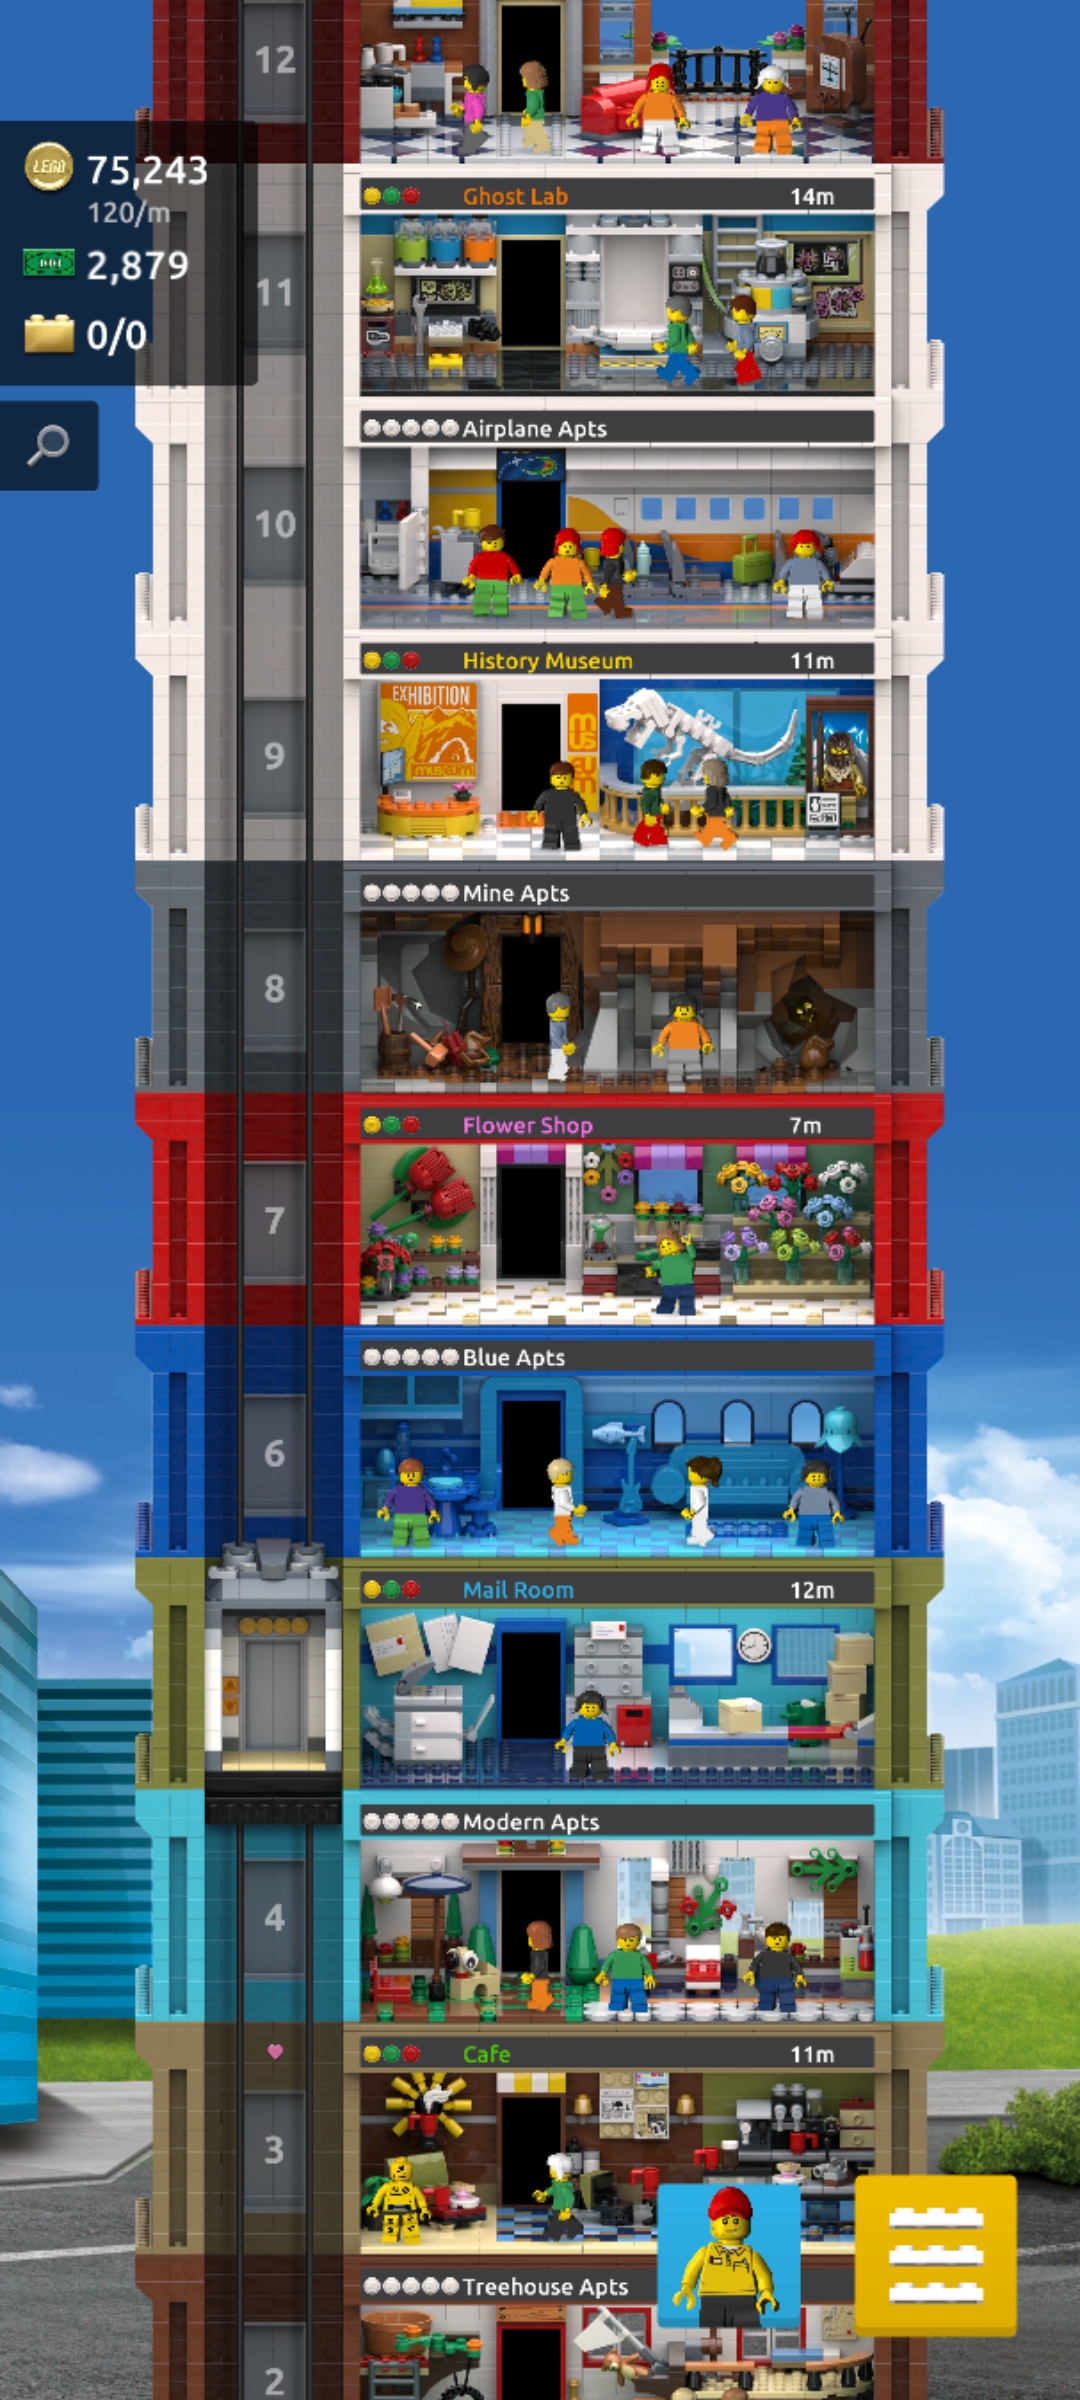 12
LEGO
75,243
120/m
2,879
0/0
Ghost Lab 14m
11
Airplane Apts
10
History Museum 11m
EXHIBITION
museum
9
Mine Apts
8
Flower Shop 7m
7
Blue Apts
6
Mail Room 12m
Modern Apts
4
Cafe 11m
3
Treehouse Apts
2